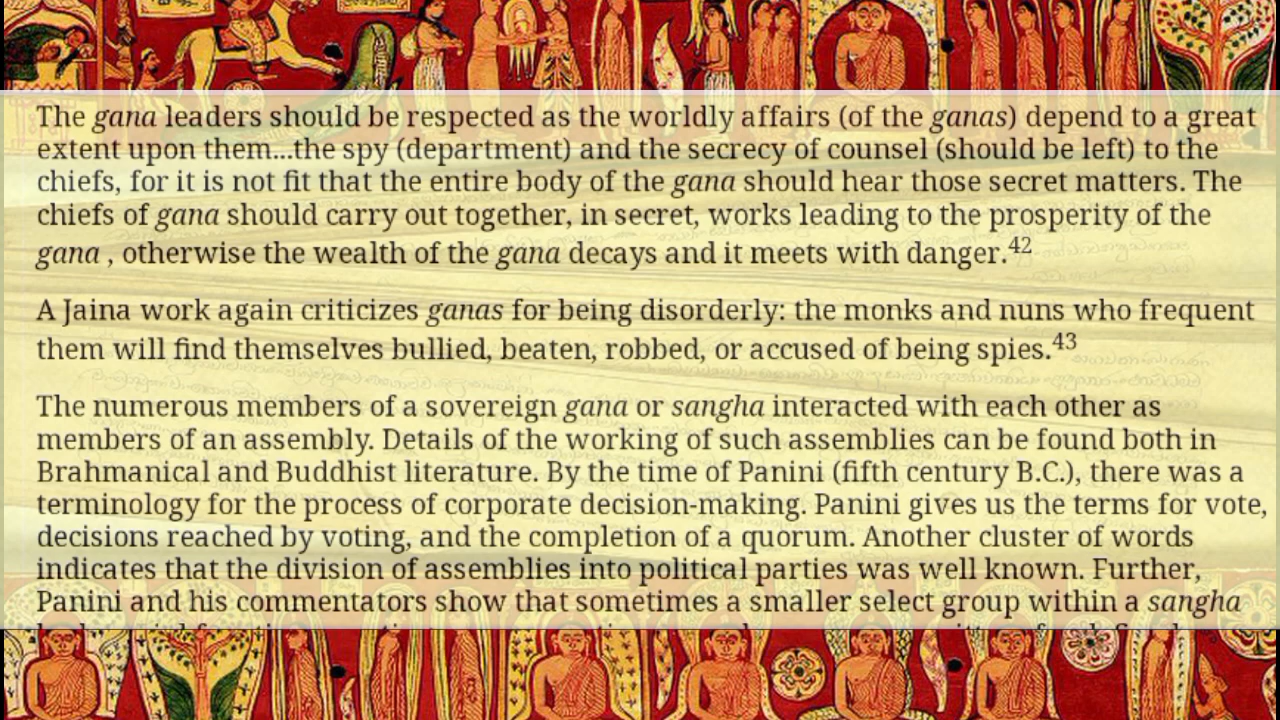 The gana leaders should be respected as the worldly affairs (of the ganas) depend to a great
extent upon them...the spy (department) and the secrecy of counsel (should be left) to the
chiefs, for it is not fit that the entire body of the gana should hear those secret matters. The
chiefs of gana should carry out together, in secret, works leading to the prosperity of the
gana , otherwise the wealth of the gana decays and it meets with danger.42
A Jaina work again criticizes ganas for being disorderly: the monks and nuns who frequent
them will find themselves bullied, beaten, robbed, or accused of being spies.43
The numerous members of a sovereign gana or sangha interacted with each other as
members of an assembly. Details of the working of such assemblies can be found both in
Brahmanical and Buddhist literature. By the time of Panini (fifth century B.C.), there was a
terminology for the process of corporate decision-making. Panini gives us the terms for vote,
decisions reached by voting, and the completion of a quorum. Another cluster of words
indicates that the division of assemblies into political parties was well known. Further,
Panini and his commentators show that sometimes a smaller select group within a sangha